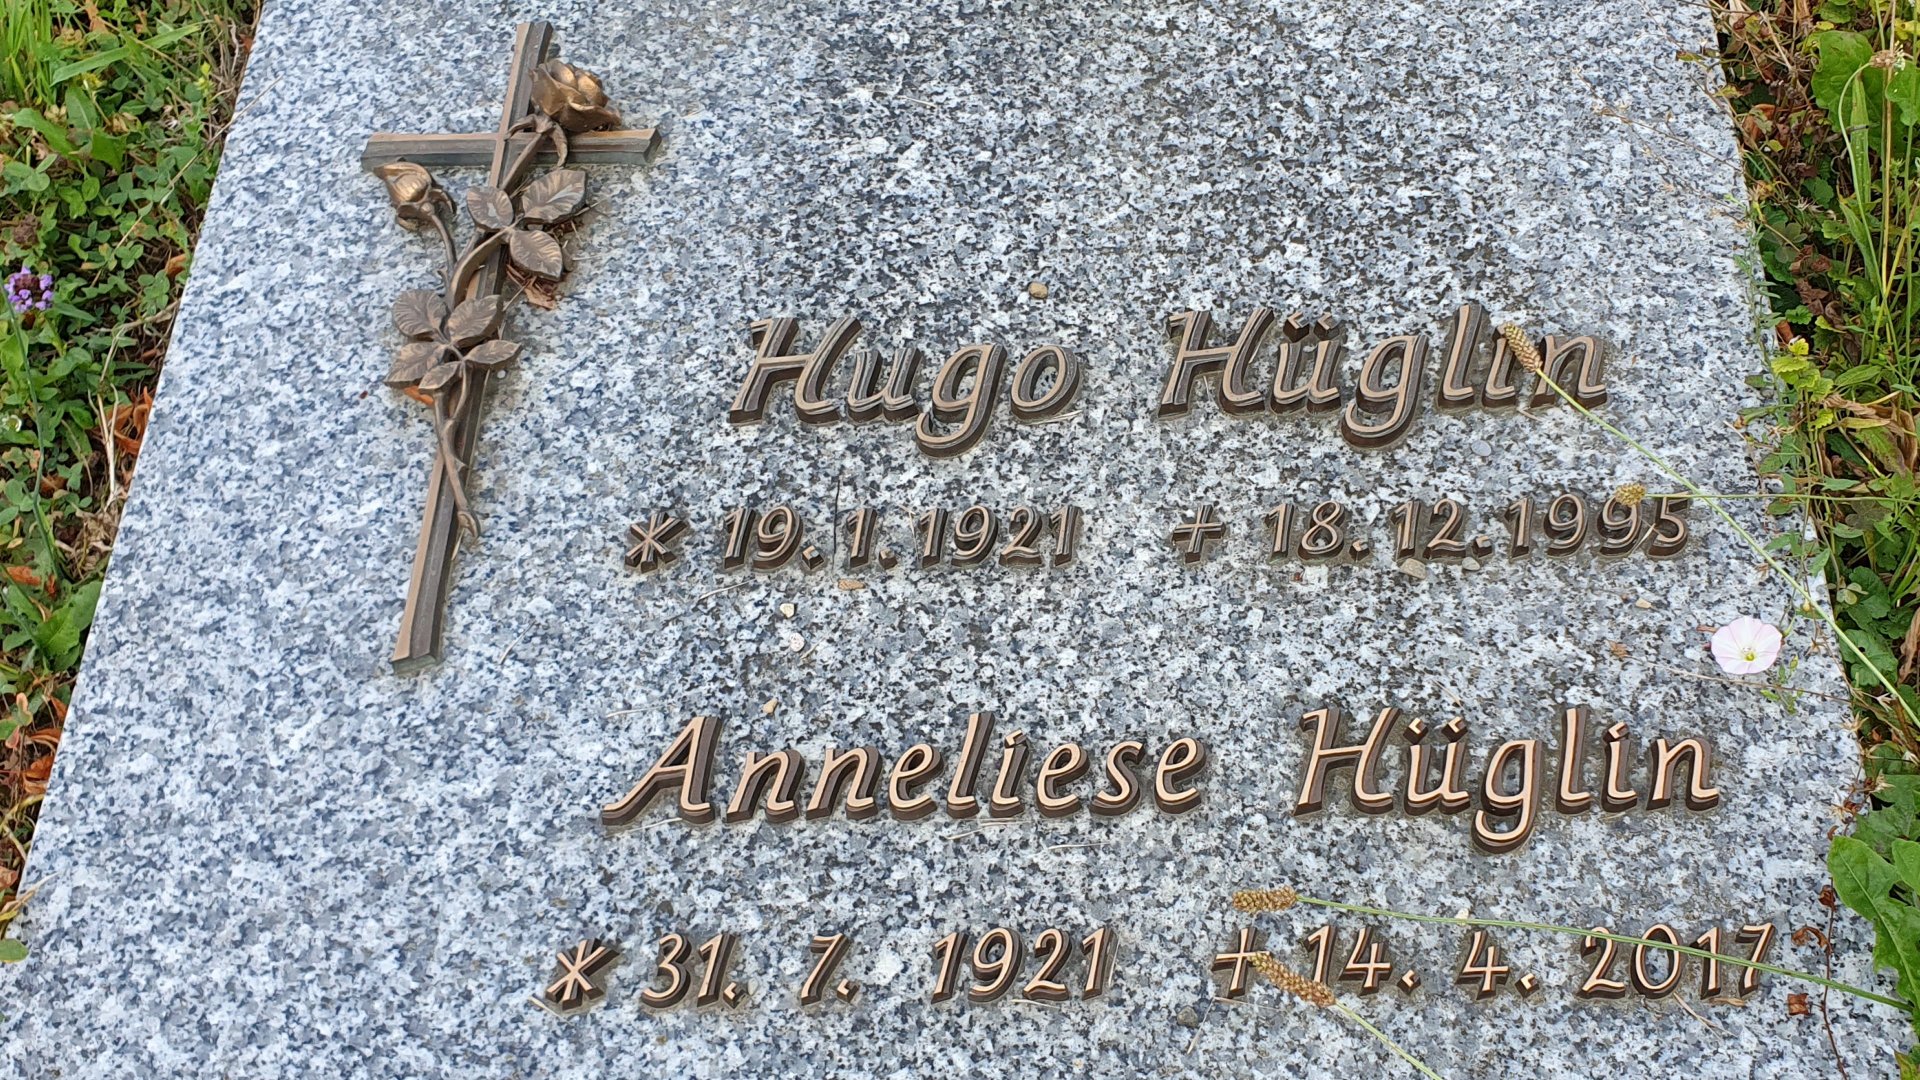 Hugo Hüglin
* 19.1.1921 + 18.12.1995
Anneliese Hüglin
* 31. 7. 1921 + 14. 4. 2017